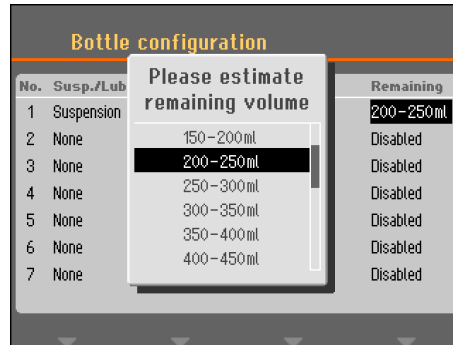 Bottle configuration
Please estimate
remaining volume
No. Susp./Lub Remaining
1 Suspension 200-250ml
2 None Disabled
3 None Disabled
4 None Disabled
5 None Disabled
6 None Disabled
7 None Disabled
150-200ml
200-250ml
250-300ml
300-350ml
350-400ml
400-450ml